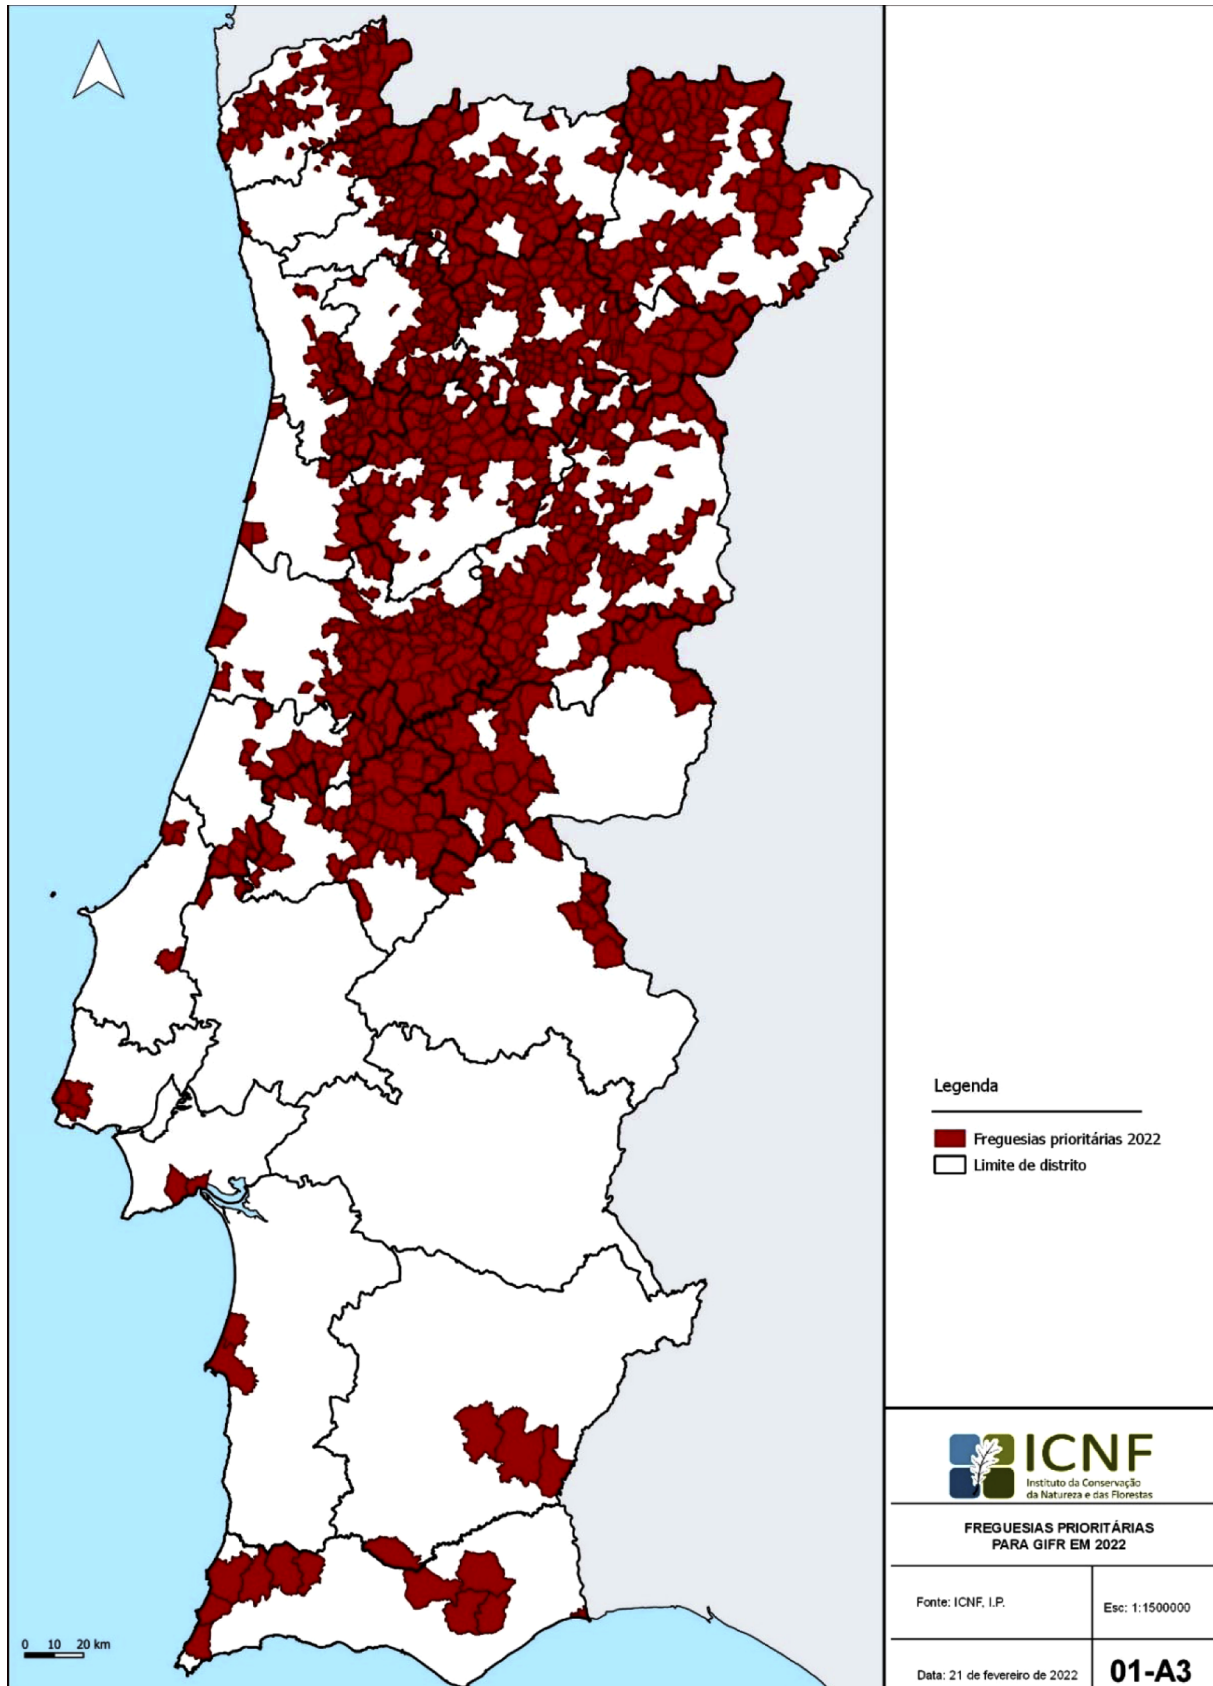 0 10 20 km
Legenda
Freguesias prioritárias 2022
Limite de distrito
ICNF
Instituto da Conservação
da Natureza e das Florestas
FREGUESIAS PRIORITÁRIAS
PARA GIFR EM 2022
Fonte: ICNF, I.P.
Esc: 1:1500000
Data: 21 de fevereiro de 2022
01-A3